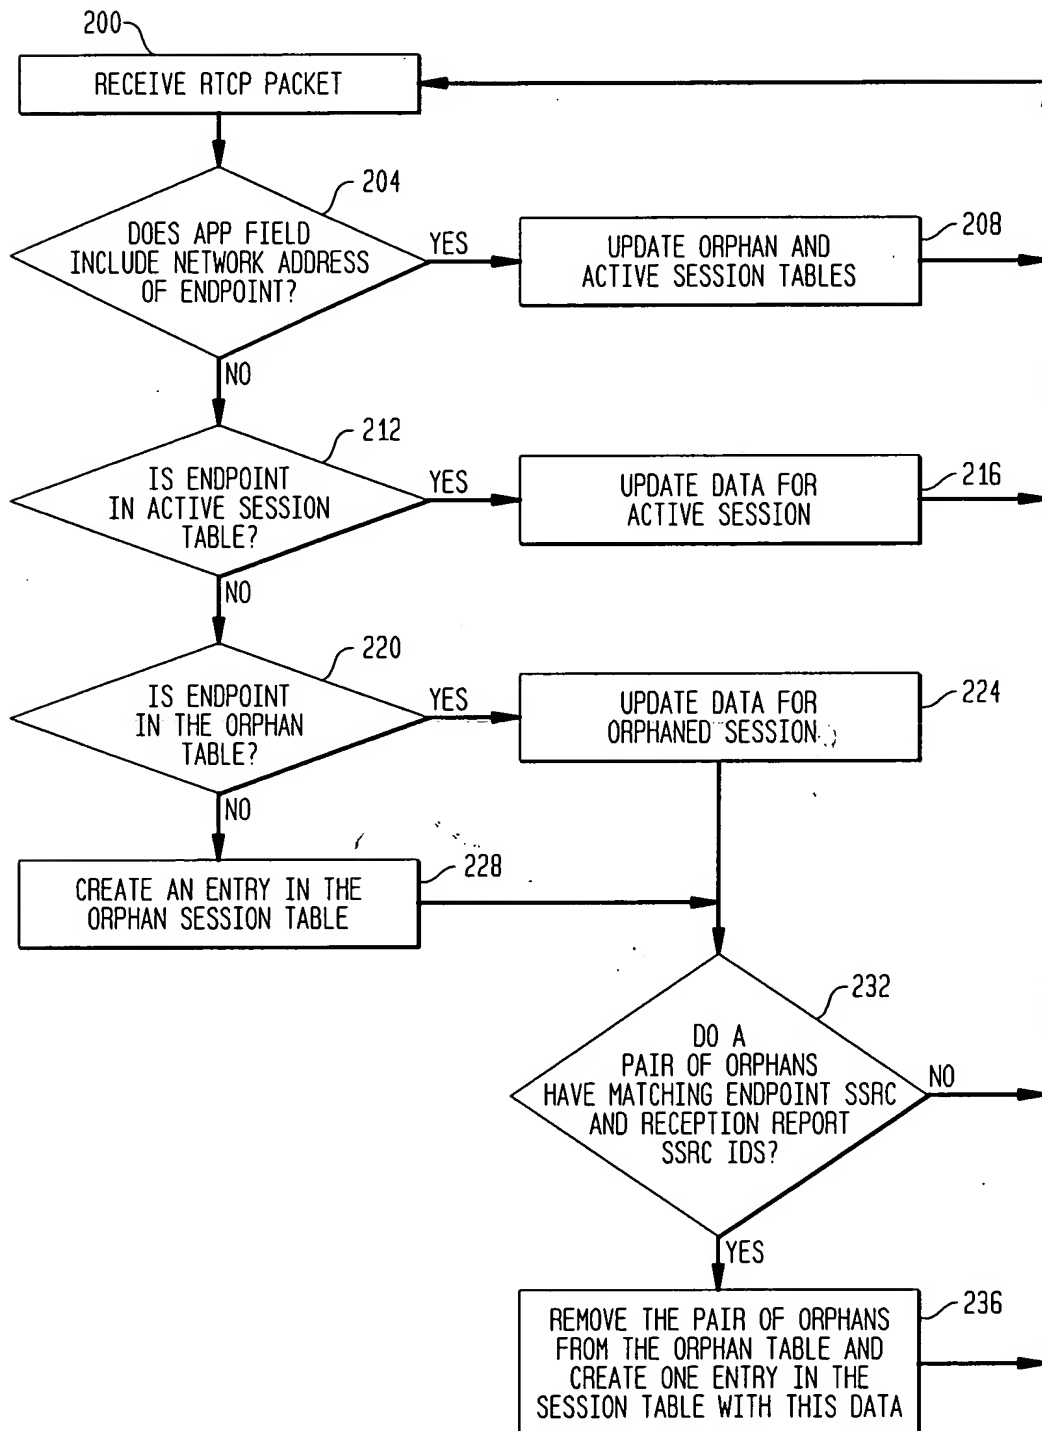 200
RECEIVE RTCP PACKET
204
DOES APP FIELD
INCLUDE NETWORK ADDRESS
OF ENDPOINT?
YES
208
UPDATE ORPHAN AND
ACTIVE SESSION TABLES
NO
212
IS ENDPOINT
IN ACTIVE SESSION
TABLE?
YES
216
UPDATE DATA FOR
ACTIVE SESSION
NO
220
IS ENDPOINT
IN THE ORPHAN
TABLE?
YES
224
UPDATE DATA FOR
ORPHANED SESSION
NO
228
CREATE AN ENTRY IN THE
ORPHAN SESSION TABLE
232
DO A
PAIR OF ORPHANS
HAVE MATCHING ENDPOINT SSRC
AND RECEPTION REPORT
SSRC IDS?
NO
YES
236
REMOVE THE PAIR OF ORPHANS
FROM THE ORPHAN TABLE AND
CREATE ONE ENTRY IN THE
SESSION TABLE WITH THIS DATA